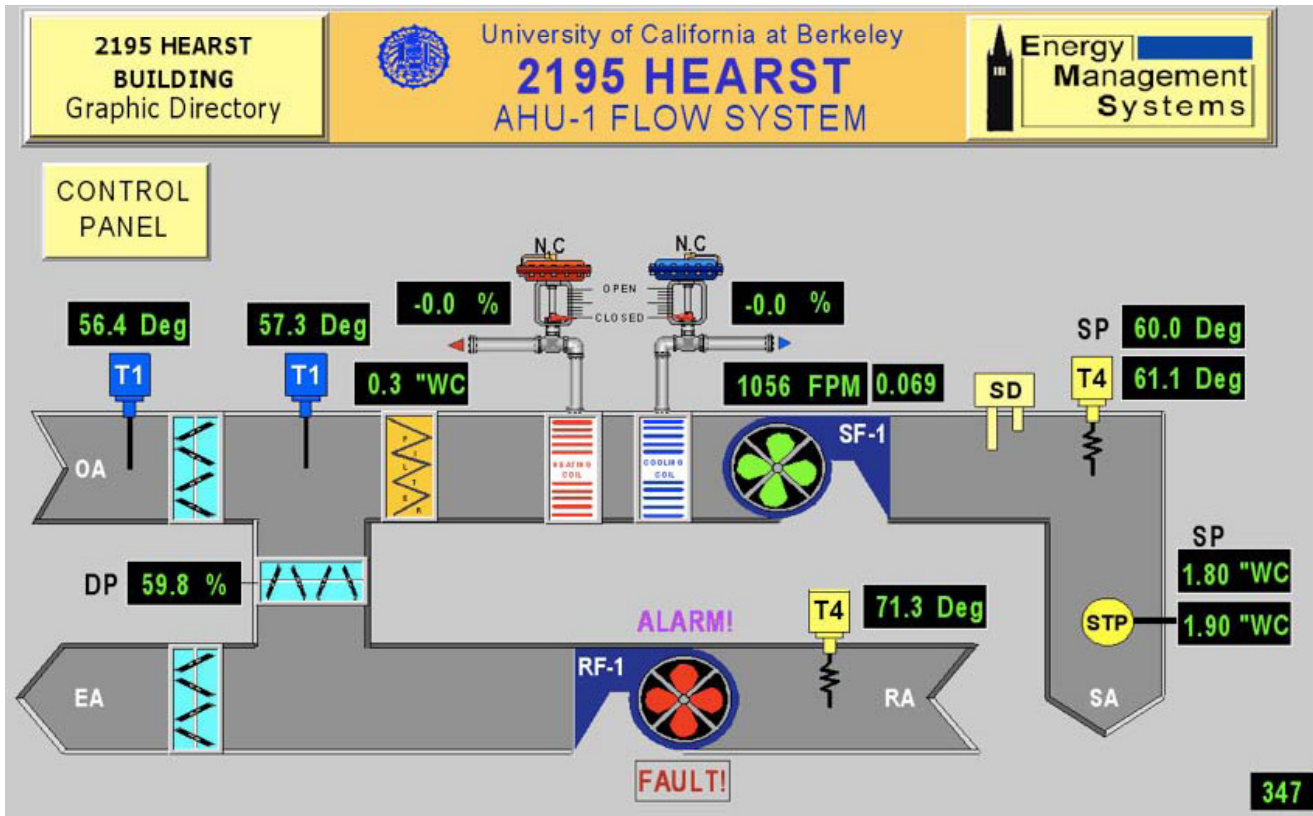 2195 HEARST
BUILDING
Graphic Directory
University of California at Berkeley
2195 HEARST
AHU-1 FLOW SYSTEM
Energy
Management
Systems
CONTROL
PANEL
N.C
N.C
-0.0 %
OPEN
CLOSED
-0.0 %
56.4 Deg
57.3 Deg
SP 60.0 Deg
T1
T1
0.3 "WC
1056 FPM
0.069
SD
T4
61.1 Deg
OA
FILTER
HEATING
COIL
COOLING
COIL
SF-1
SP
1.80 "WC
DP 59.8 %
STP
1.90 "WC
ALARM!
T4
71.3 Deg
EA
RF-1
RA
SA
FAULT!
347